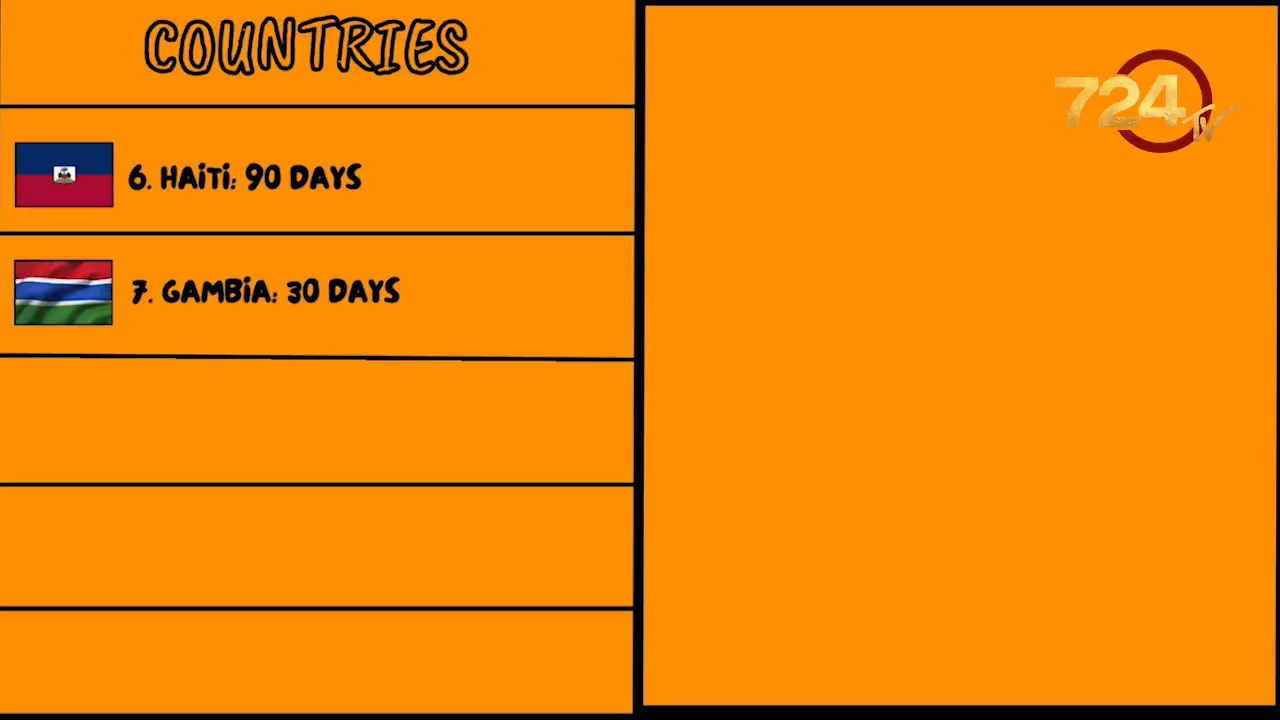 COUNTRIES
724
TV
6. HAITI: 90 DAYS
7. GAMBIA: 30 DAYS